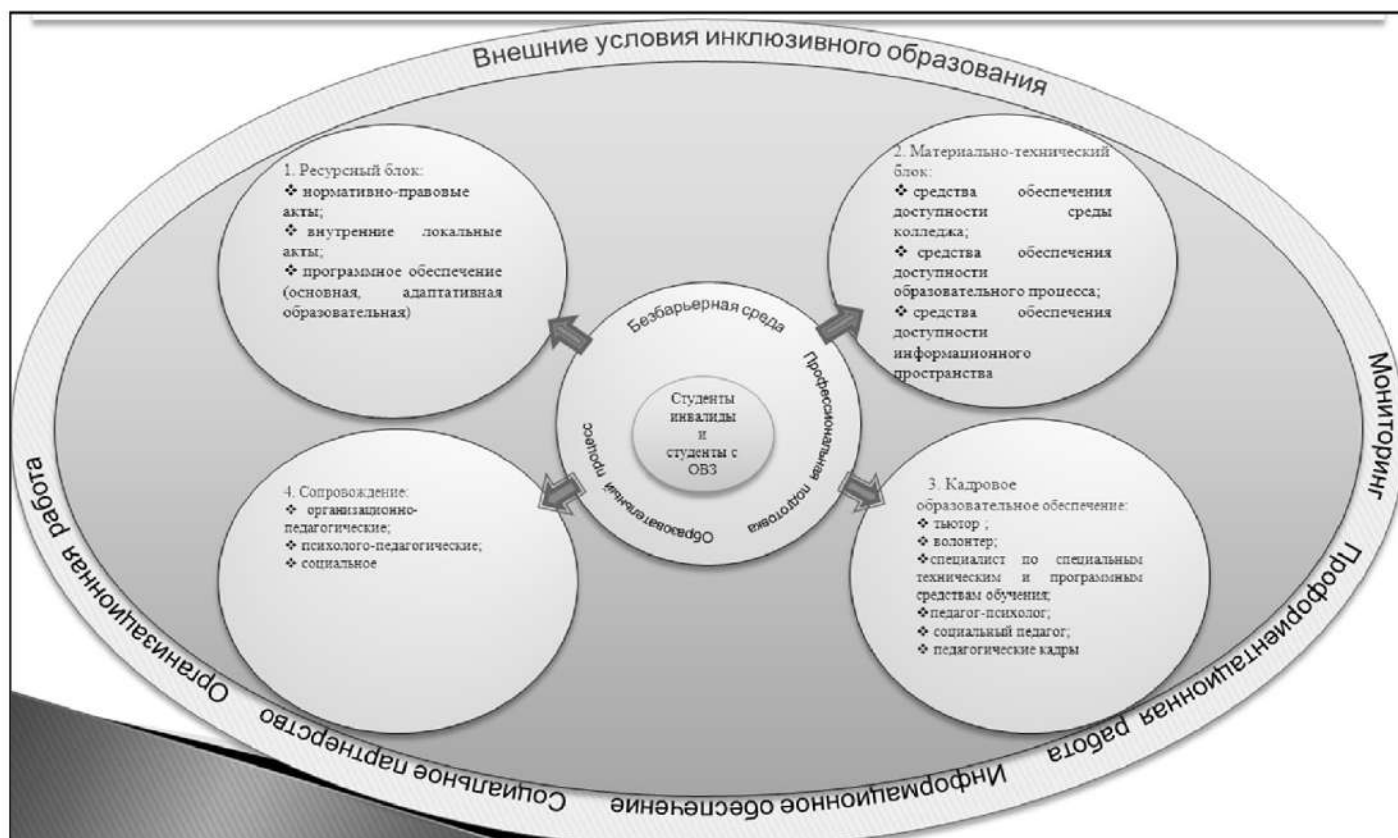 Внешние условия инклюзивного образования
1. Ресурсный блок:
❖ нормативно-правовые
акты;
❖ внутренние локальные
акты;
❖ программное обеспечение
(основная, адаптативная
образовательная)
2. Материально-технический
блок:
❖ средства обеспечения
доступности среды
колледжа;
❖ средства обеспечения
доступности
образовательного процесса;
❖ средства обеспечения
доступности
информационного
пространства
Безбарьерная среда
Профессиональная подготовка
Образовательный процесс
Студенты
инвалиды
и
студенты с
ОВЗ
4. Сопровождение:
❖ организационно-
педагогические;
❖ психолого-педагогические;
❖ социальное
3. Кадровое
образовательное обеспечение:
❖ тьютор ;
❖ волонтер;
❖специалист по специальным
техническим и программным
средствам обучения;
❖педагог-психолог;
❖ социальный педагог;
❖ педагогические кадры
Мониторинг
Профориентационная работа
Информационное обеспечение
Социальное партнерство
Организационная работа